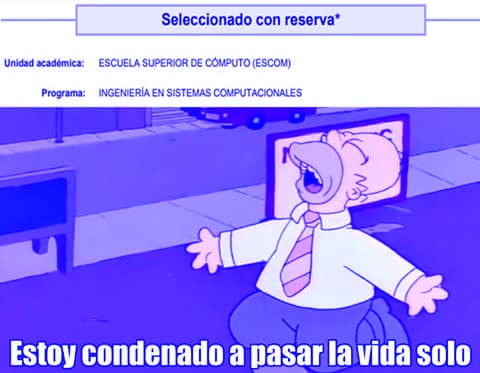 Seleccionado con reserva*
Unidad académica: ESCUELA SUPERIOR DE CÓMPUTO (ESCOM)
Programa: INGENIERÍA EN SISTEMAS COMPUTACIONALES
Estoy condenado a pasar la vida solo